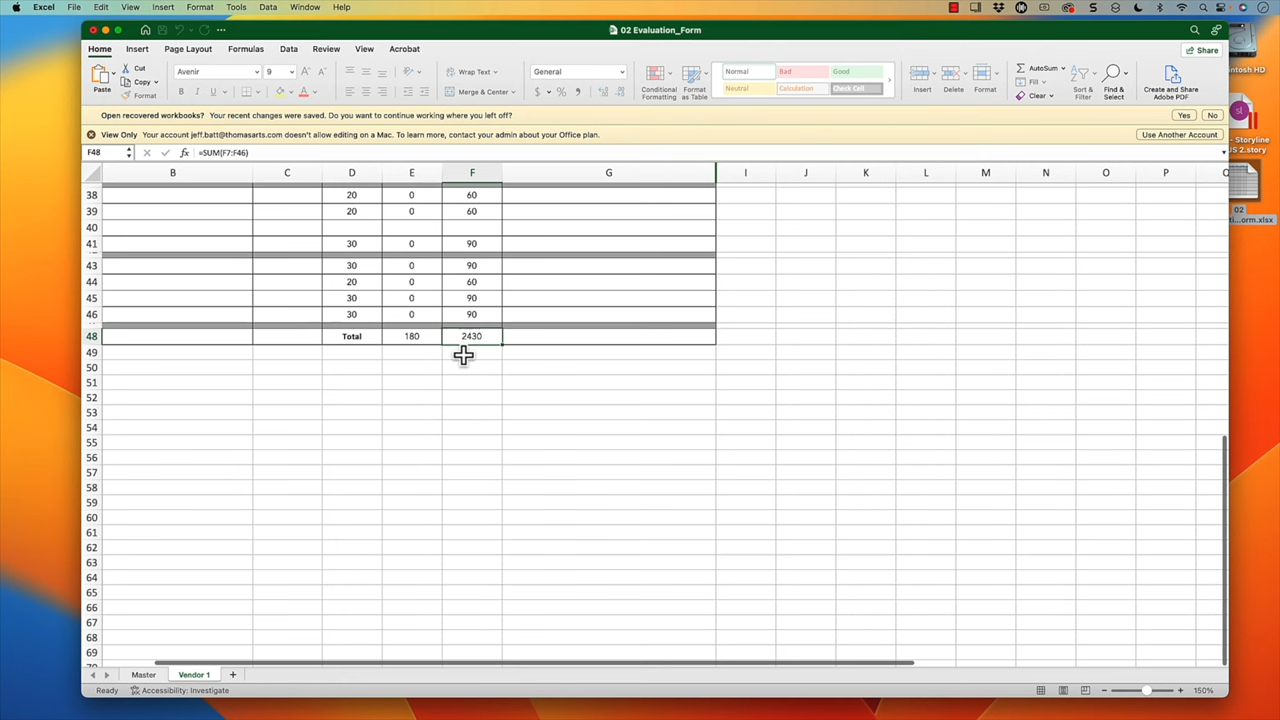 Excel File Edit View Insert Format Tools Data Window Help
02 Evaluation_Form
Home Insert Page Layout Formulas Data Review View Acrobat Share
Paste Cut Copy Format
Avenir 9 A A
B I U
Wrap Text
Merge & Center
General
$ % 
Conditional Formatting
Format as Table
Normal Bad Good
Neutral Calculation Check Cell
Insert Delete Format
AutoSum
Fill
Clear
Sort & Filter
Find & Select
Create and Share Adobe PDF
Open recovered workbooks? Your recent changes were saved. Do you want to continue working where you left off? Yes No
View Only Your account jeff.batt@thomasarts.com doesn't allow editing on a Mac. To learn more, contact your admin about your Office plan. Use Another Account
F48 fx =SUM(F7:F46)
B C D E F G I J K L M N O P
38 20 0 60
39 20 0 60
40
41 30 0 90
43 30 0 90
44 20 0 60
45 30 0 90
46 30 0 90
48 Total 180 2430
49
50
51
52
53
54
55
56
57
58
59
60
61
62
63
64
65
66
67
68
69
Master Vendor 1 +
Ready Accessibility: Investigate 150%
intosh HD
- Storyline
US 2.story
02